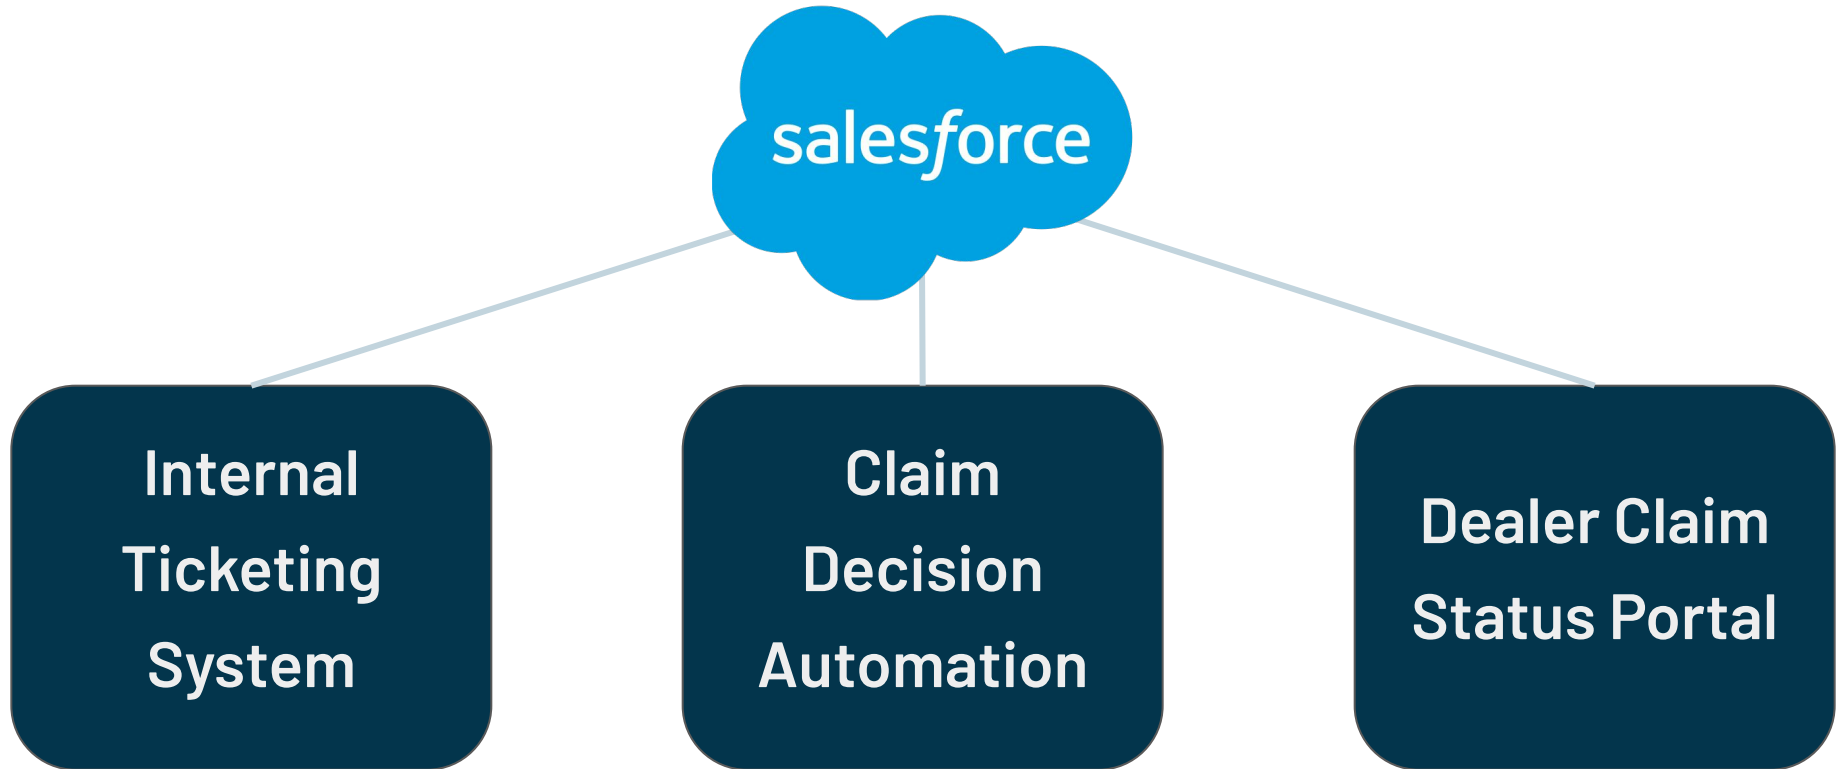 salesforce
Internal
Ticketing
System
Claim
Decision
Automation
Dealer Claim
Status Portal